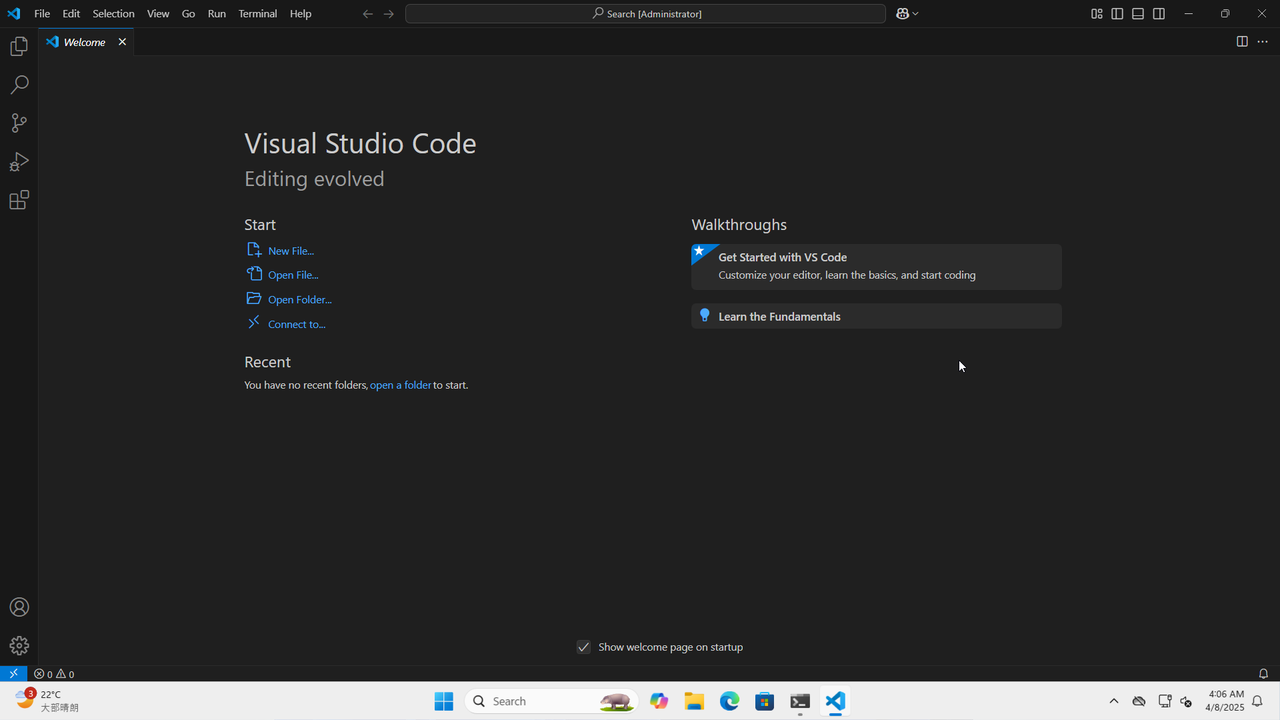 File Edit Selection View Go Run Terminal Help
Search [Administrator]
Welcome
Visual Studio Code
Editing evolved
Start
New File...
Open File...
Open Folder...
Connect to...
Recent
You have no recent folders, open a folder to start.
Walkthroughs
Get Started with VS Code
Customize your editor, learn the basics, and start coding
Learn the Fundamentals
Show welcome page on startup
0 0
3
22°C
大部晴朗
Search
4:06 AM
4/8/2025